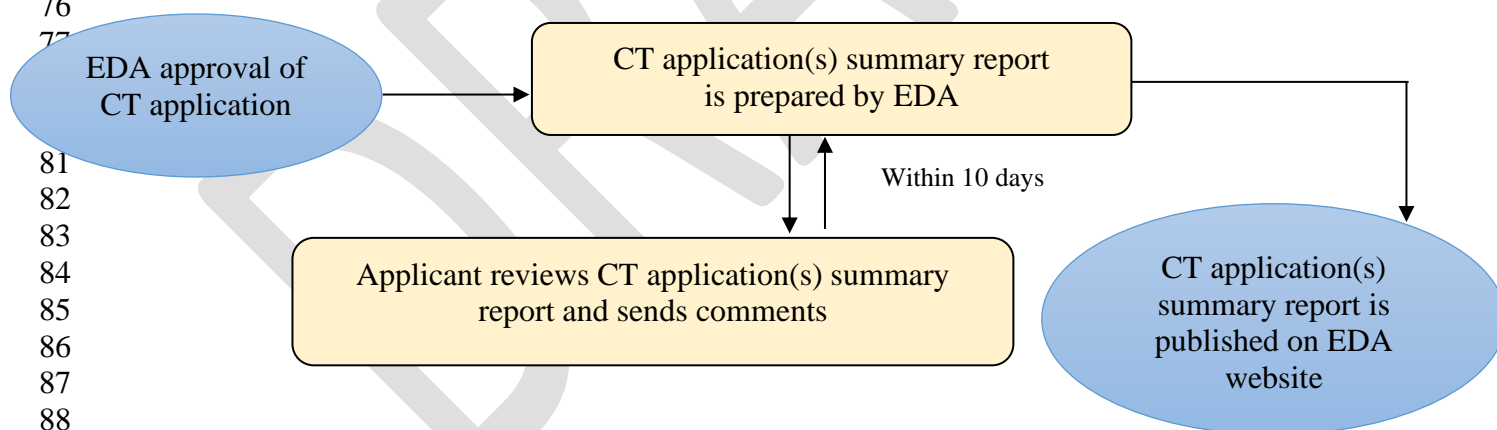 76
77
EDA approval of
CT application
CT application(s) summary report
is prepared by EDA
81
Within 10 days
82
83
84
Applicant reviews CT application(s) summary
report and sends comments
85
86
87
88
CT application(s)
summary report is
published on EDA
website
DRA